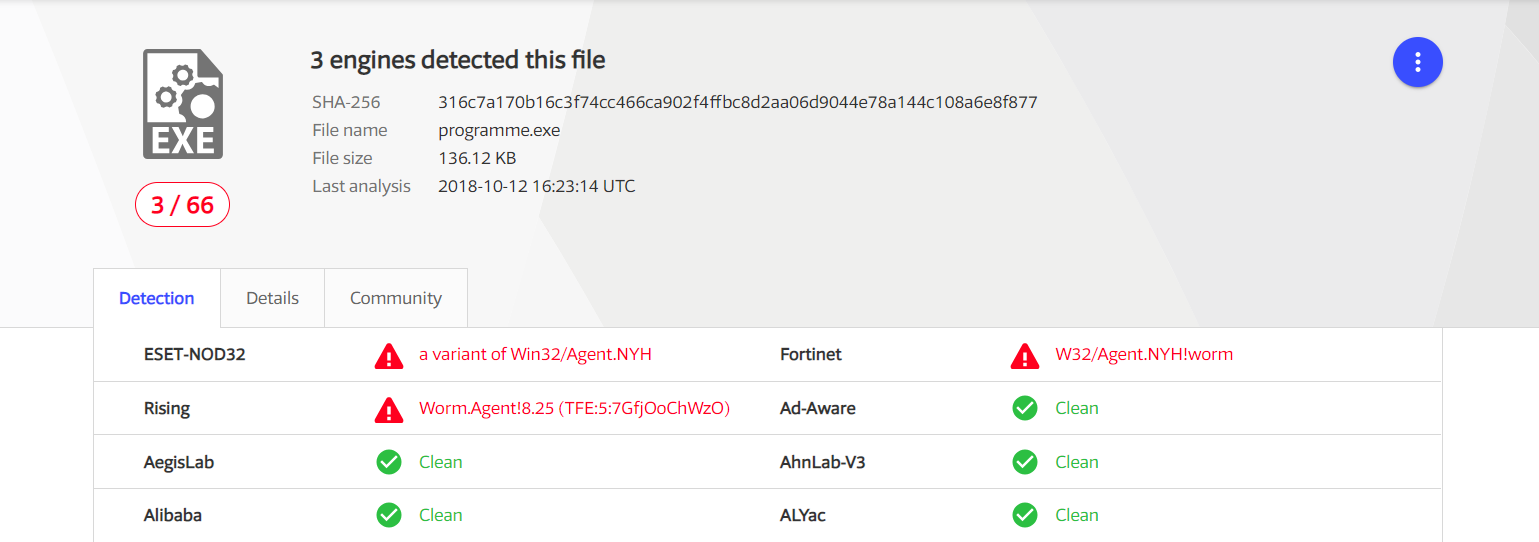 3 engines detected this file
SHA-256 316c7a170b16c3f74cc466ca902f4ffbc8d2aa06d9044e78a144c108a6e8f877
File name programme.exe
File size 136.12 KB
Last analysis 2018-10-12 16:23:14 UTC
EXE
3 / 66
Detection Details Community
ESET-NOD32 a variant of Win32/Agent.NYH Fortinet W32/Agent.NYH!worm
Rising Worm.Agent!8.25 (TFE:5:7GfjOoChWzO) Ad-Aware Clean
AegisLab Clean AhnLab-V3 Clean
Alibaba Clean ALYac Clean